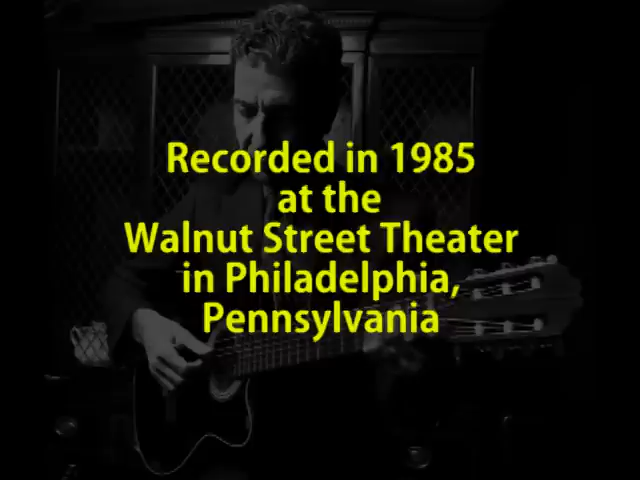 Recorded in 1985
at the
Walnut Street Theater
in Philadelphia,
Pennsylvania